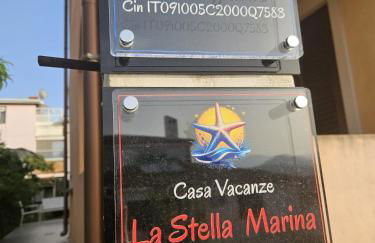 Cin IT091005C2000Q7583
Casa Vacanze
La Stella Marina